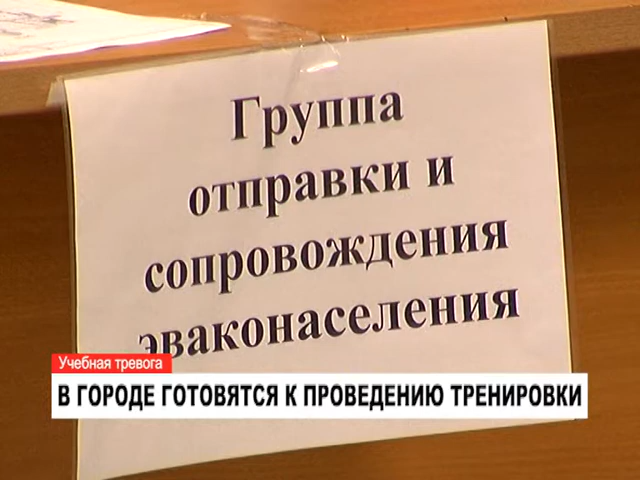 Группа
отправки и
сопровождения
эваконаселения
Учебная тревога
В ГОРОДЕ ГОТОВЯТСЯ К ПРОВЕДЕНИЮ ТРЕНИРОВКИ